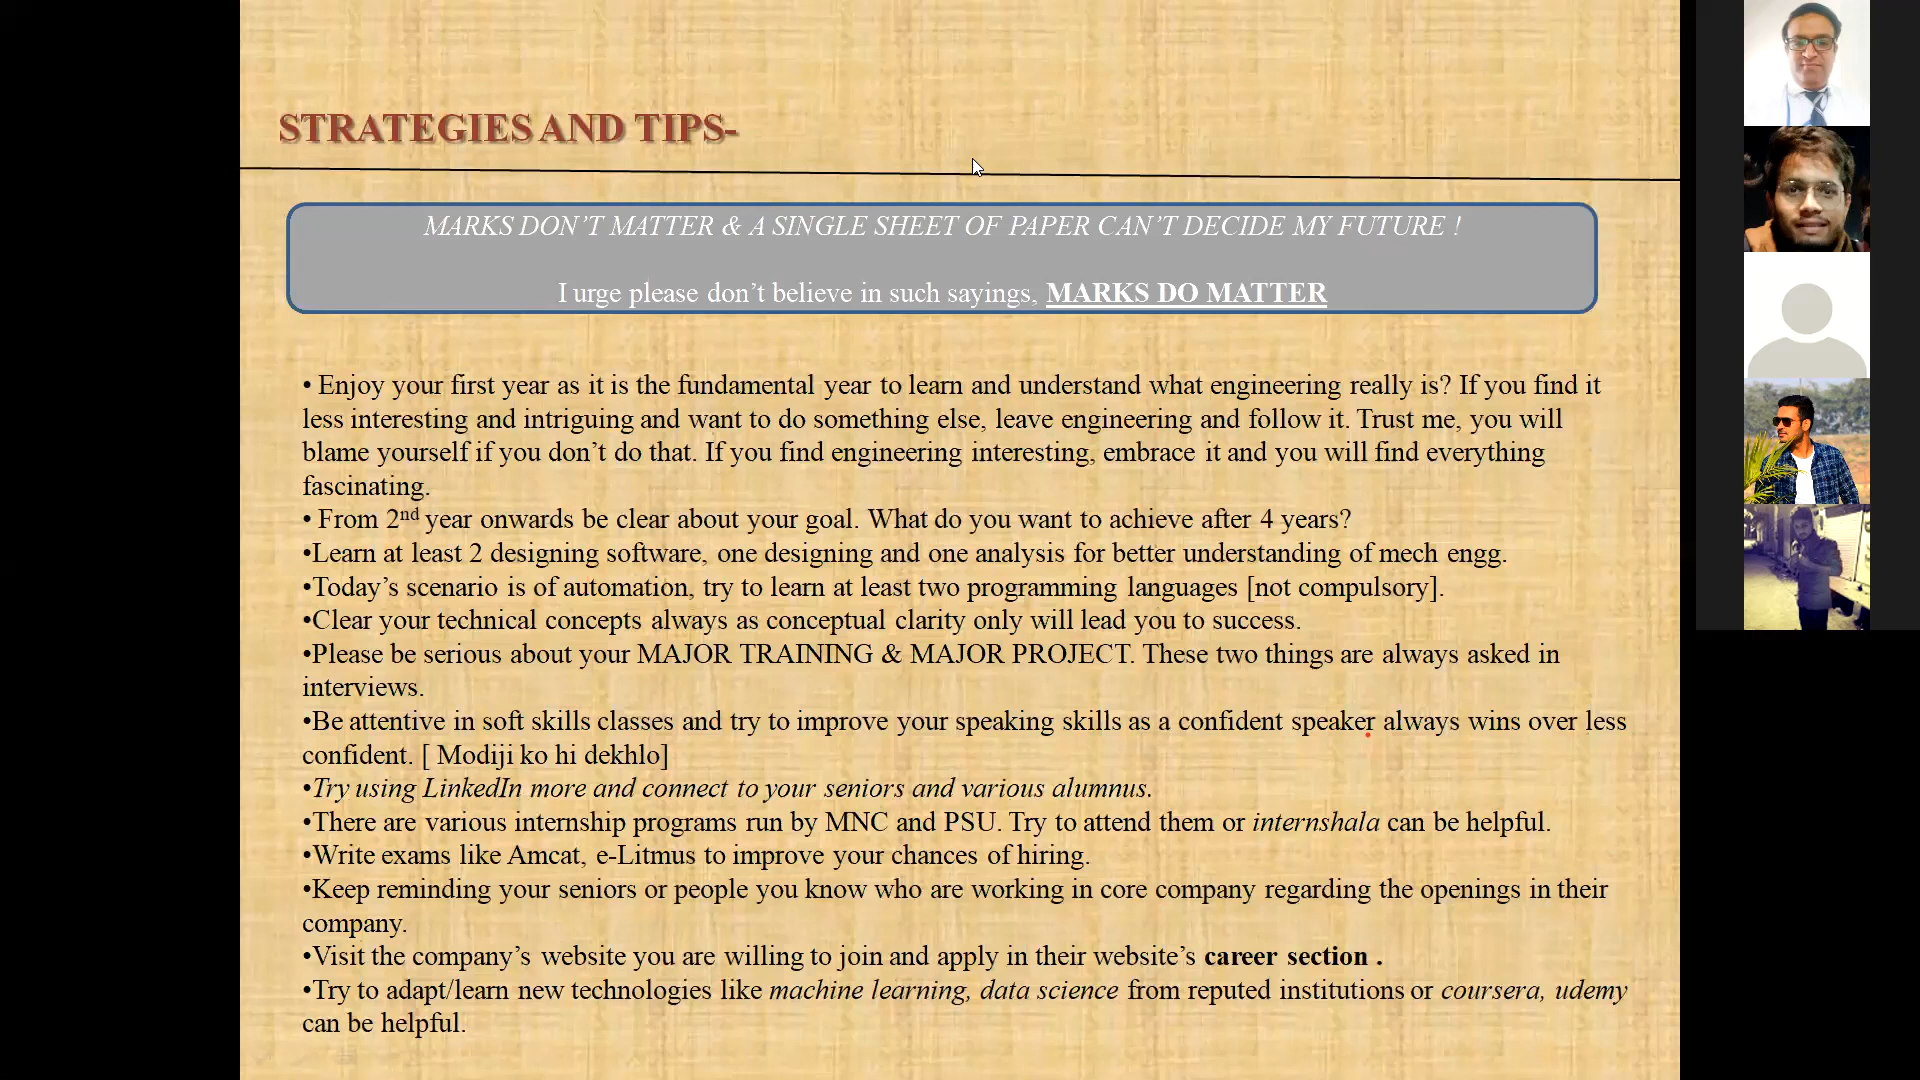 STRATEGIES AND TIPS-
MARKS DON’T MATTER & A SINGLE SHEET OF PAPER CAN’T DECIDE MY FUTURE !
I urge please don’t believe in such sayings, MARKS DO MATTER
• Enjoy your first year as it is the fundamental year to learn and understand what engineering really is? If you find it
less interesting and intriguing and want to do something else, leave engineering and follow it. Trust me, you will
blame yourself if you don’t do that. If you find engineering interesting, embrace it and you will find everything
fascinating.
• From 2nd year onwards be clear about your goal. What do you want to achieve after 4 years?
•Learn at least 2 designing software, one designing and one analysis for better understanding of mech engg.
•Today’s scenario is of automation, try to learn at least two programming languages [not compulsory].
•Clear your technical concepts always as conceptual clarity only will lead you to success.
•Please be serious about your MAJOR TRAINING & MAJOR PROJECT. These two things are always asked in
interviews.
•Be attentive in soft skills classes and try to improve your speaking skills as a confident speaker always wins over less
confident. [ Modiji ko hi dekhlo]
•Try using LinkedIn more and connect to your seniors and various alumnus.
•There are various internship programs run by MNC and PSU. Try to attend them or internshala can be helpful.
•Write exams like Amcat, e-Litmus to improve your chances of hiring.
•Keep reminding your seniors or people you know who are working in core company regarding the openings in their
company.
•Visit the company’s website you are willing to join and apply in their website’s career section .
•Try to adapt/learn new technologies like machine learning, data science from reputed institutions or coursera, udemy
can be helpful.